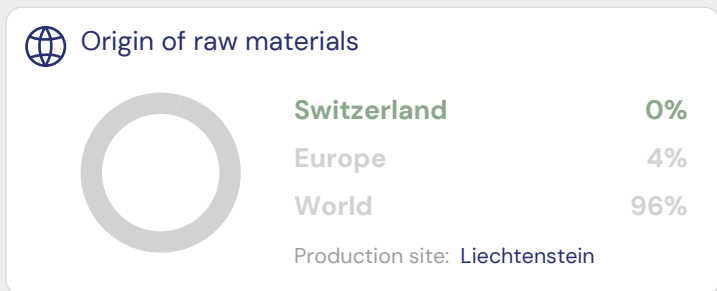 Origin of raw materials
Switzerland 0%
Europe 4%
World 96%
Production site: Liechtenstein